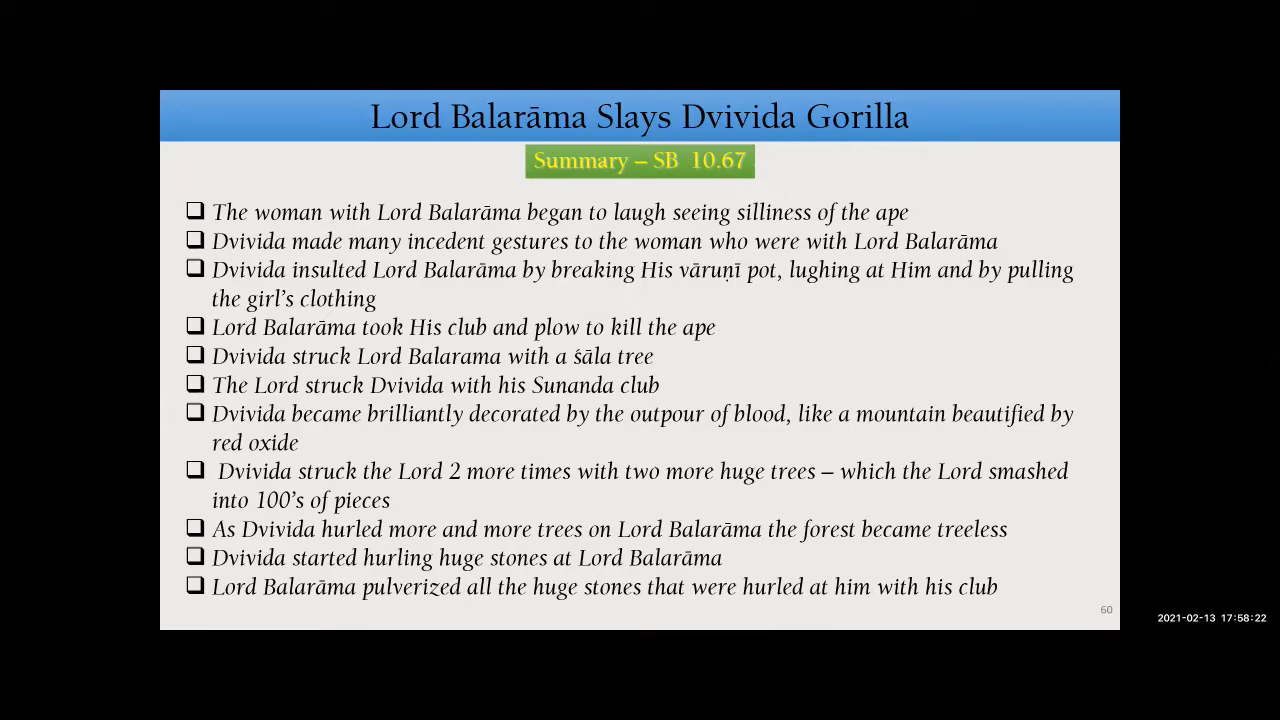 Lord Balarāma Slays Dvivida Gorilla
Summary – SB 10.67
❑ The woman with Lord Balarāma began to laugh seeing silliness of the ape
❑ Dvivida made many incedent gestures to the woman who were with Lord Balarāma
❑ Dvivida insulted Lord Balarāma by breaking His vāruṇī pot, lughing at Him and by pulling
the girl's clothing
❑ Lord Balarāma took His club and plow to kill the ape
❑ Dvivida struck Lord Balarama with a śāla tree
❑ The Lord struck Dvivida with his Sunanda club
❑ Dvivida became brilliantly decorated by the outpour of blood, like a mountain beautified by
red oxide
❑ Dvivida struck the Lord 2 more times with two more huge trees – which the Lord smashed
into 100's of pieces
❑ As Dvivida hurled more and more trees on Lord Balarāma the forest became treeless
❑ Dvivida started hurling huge stones at Lord Balarāma
❑ Lord Balarāma pulverized all the huge stones that were hurled at him with his club
60
2021-02-13 17:58:22